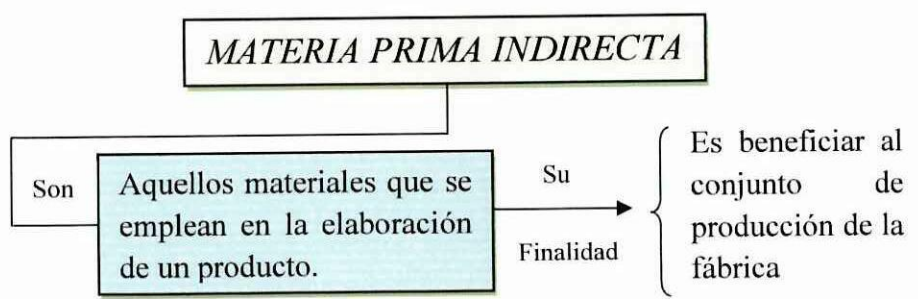 MATERIA PRIMA INDIRECTA
Son
Aquellos materiales que se
emplean en la elaboración
de un producto.
Su
Finalidad
Es beneficiar al
conjunto de
producción de la
fábrica